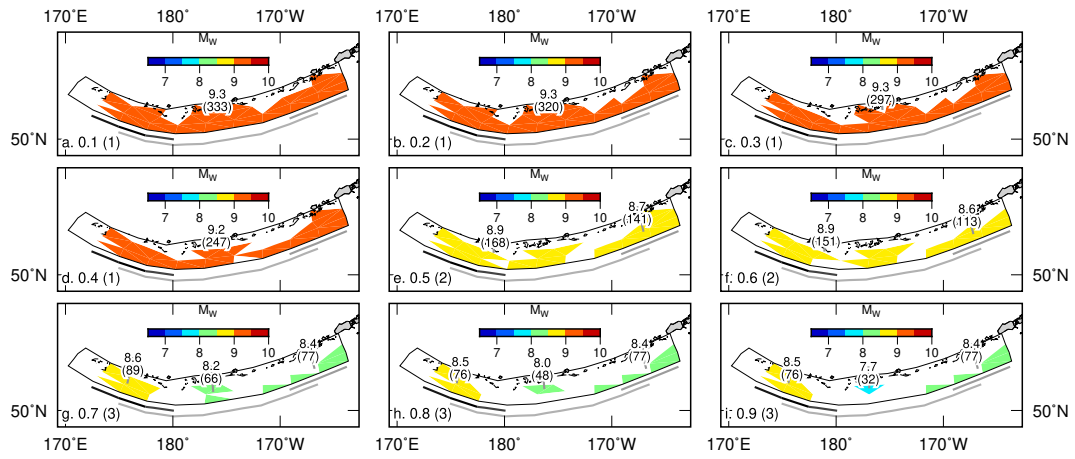 170˚E 180˚ 170˚W 170˚E 180˚ 170˚W 170˚E 180˚ 170˚W
MW MW MW
7 8 9 10 7 8 9 10 7 8 9 10
9.3 9.3 9.3
(333) (320) (297)
50˚N a. 0.1 (1) b. 0.2 (1) c. 0.3 (1) 50˚N
MW MW MW
7 8 9 10 7 8 9 10 7 8 9 10
9.2 8.9 8.7 8.9 8.6
(247) (168) (141) (151) (113)
50˚N d. 0.4 (1) e. 0.5 (2) f. 0.6 (2) 50˚N
MW MW MW
7 8 9 10 7 8 9 10 7 8 9 10
8.6 8.2 8.4 8.5 8.0 8.4 8.5 7.7 8.4
(89) (66) (77) (76) (48) (77) (76) (32) (77)
50˚N g. 0.7 (3) h. 0.8 (3) i. 0.9 (3) 50˚N
170˚E 180˚ 170˚W 170˚E 180˚ 170˚W 170˚E 180˚ 170˚W